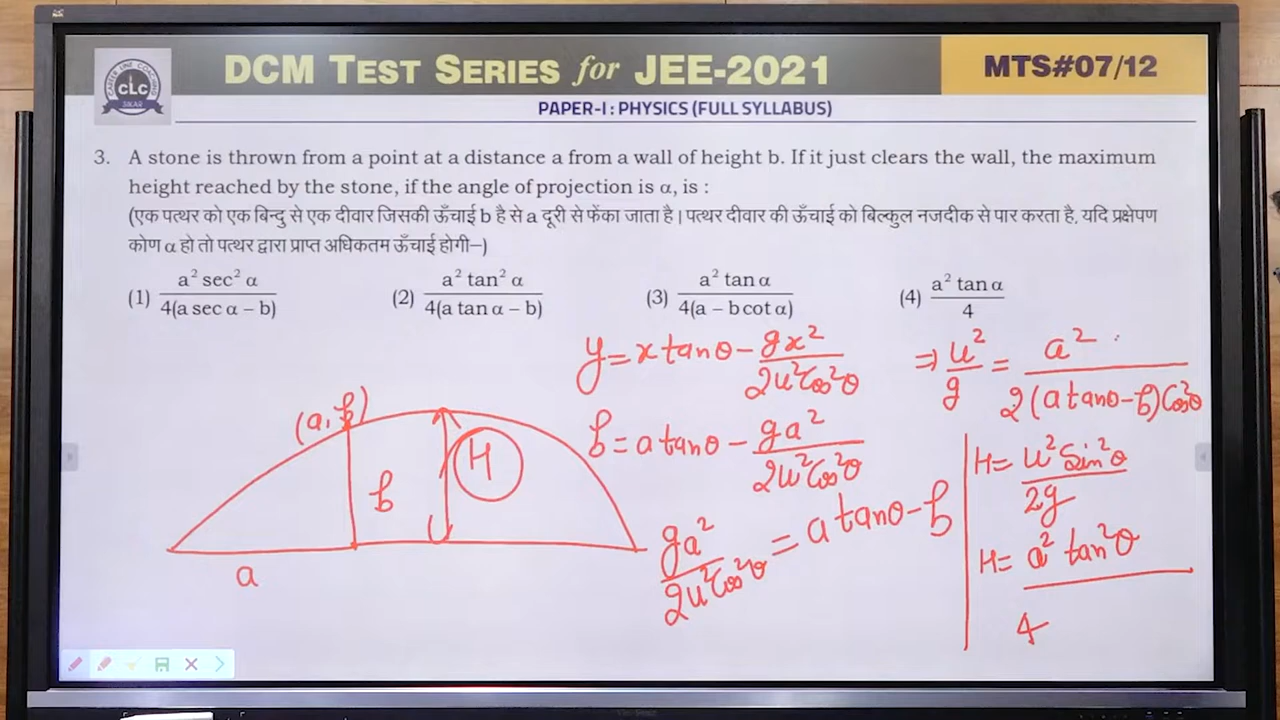 DCM TEST SERIES for JEE-2021
MTS#07/12
CAREER LINE COACHING
CLC
SIKAR
PAPER-I : PHYSICS (FULL SYLLABUS)
3. A stone is thrown from a point at a distance a from a wall of height b. If it just clears the wall, the maximum
height reached by the stone, if the angle of projection is α, is :
(एक पत्थर को एक बिन्दु से एक दीवार जिसकी ऊँचाई b है से a दूरी से फेंका जाता है। पत्थर दीवार की ऊँचाई को बिल्कुल नजदीक से पार करता है. यदि प्रक्षेपण
कोण α हो तो पत्थर द्वारा प्राप्त अधिकतम ऊँचाई होगी–)
(1) a² sec² α / 4(a sec α – b) (2) a² tan² α / 4(a tan α – b) (3) a² tan α / 4(a – b cot α) (4) a² tan α / 4
y = x tanθ – gx² / 2u²cos²θ
⇒ u²/g = a² / 2(a tanθ – b)cos²θ
(a, b)
b = a tanθ – ga² / 2u²cos²θ
H
b
H = u² sin²θ / 2g
ga² / 2u²cos²θ = a tanθ – b
H = a² tan²θ / 4
a